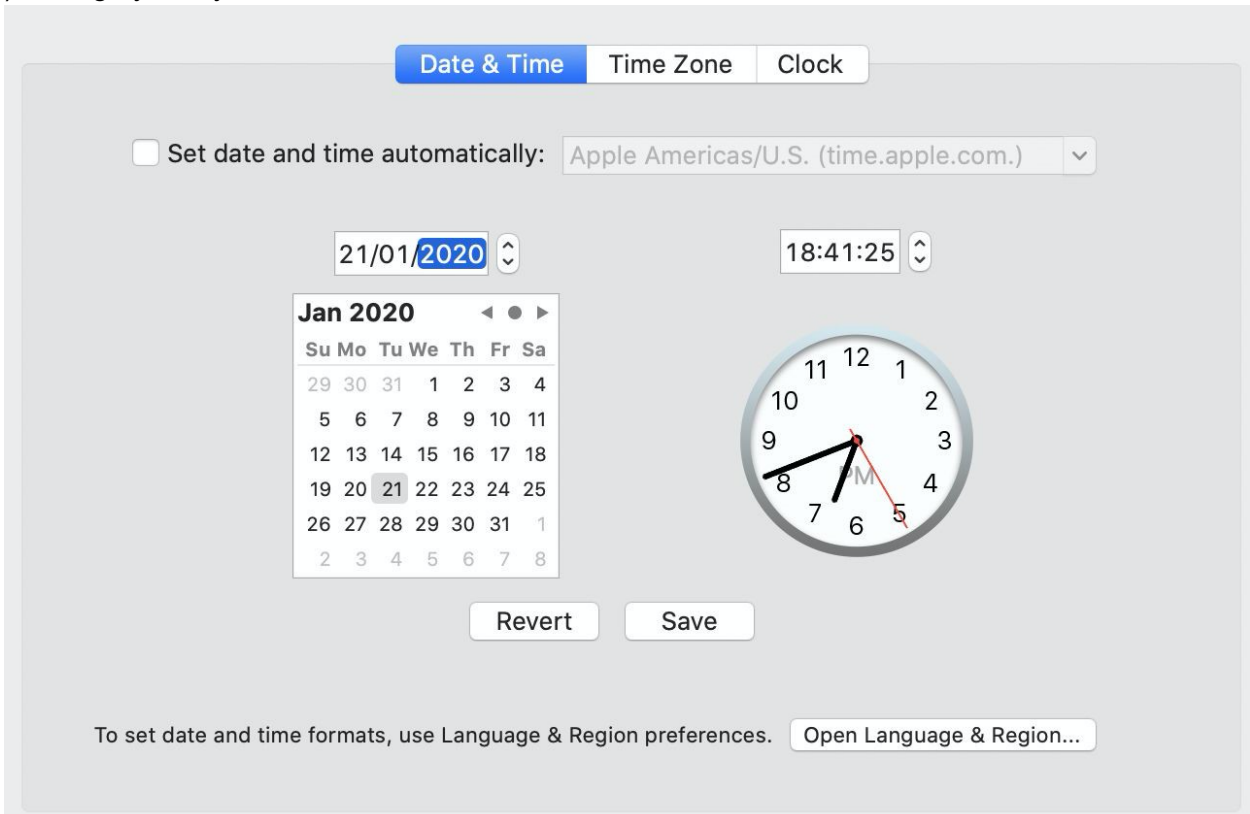 Date & Time Time Zone Clock
Set date and time automatically: Apple Americas/U.S. (time.apple.com.)
21/01/2020 18:41:25
Jan 2020
Su Mo Tu We Th Fr Sa
29 30 31 1 2 3 4
5 6 7 8 9 10 11
12 13 14 15 16 17 18
19 20 21 22 23 24 25
26 27 28 29 30 31 1
2 3 4 5 6 7 8
12
11 1
10 2
9 3
PM
8 4
7 5
6
Revert Save
To set date and time formats, use Language & Region preferences. Open Language & Region...